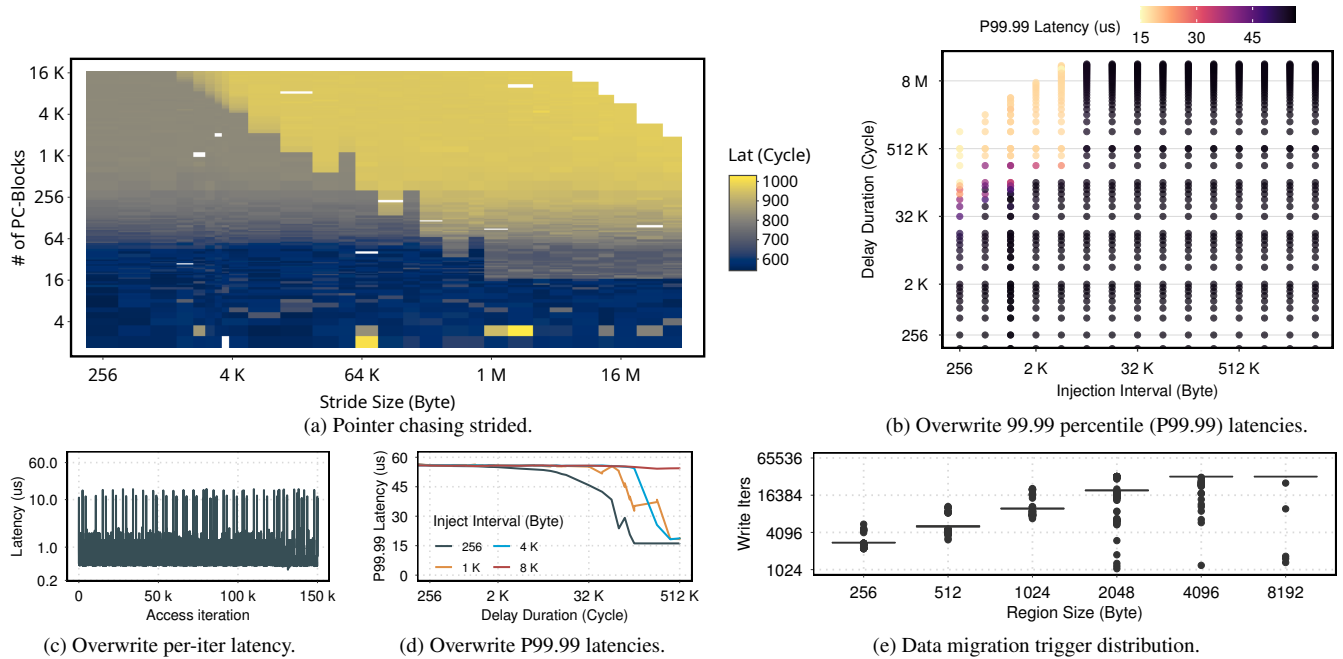 16 K
4 K
1 K
256
64
16
4
# of PC-Blocks
256
4 K
64 K
1 M
16 M
Stride Size (Byte)
Lat (Cycle)
1000
900
800
700
600
(a) Pointer chasing strided.
P99.99 Latency (us)
15
30
45
8 M
512 K
32 K
2 K
256
Delay Duration (Cycle)
256
2 K
32 K
512 K
Injection Interval (Byte)
(b) Overwrite 99.99 percentile (P99.99) latencies.
60.0
10.0
1.0
0.2
Latency (us)
0
50 k
100 k
150 k
Access iteration
(c) Overwrite per-iter latency.
60
45
30
15
0
P99.99 Latency (us)
Inject Interval (Byte)
256
4 K
1 K
8 K
256
2 K
32 K
512 K
Delay Duration (Cycle)
(d) Overwrite P99.99 latencies.
65536
16384
4096
1024
Write Iters
256
512
1024
2048
4096
8192
Region Size (Byte)
(e) Data migration trigger distribution.